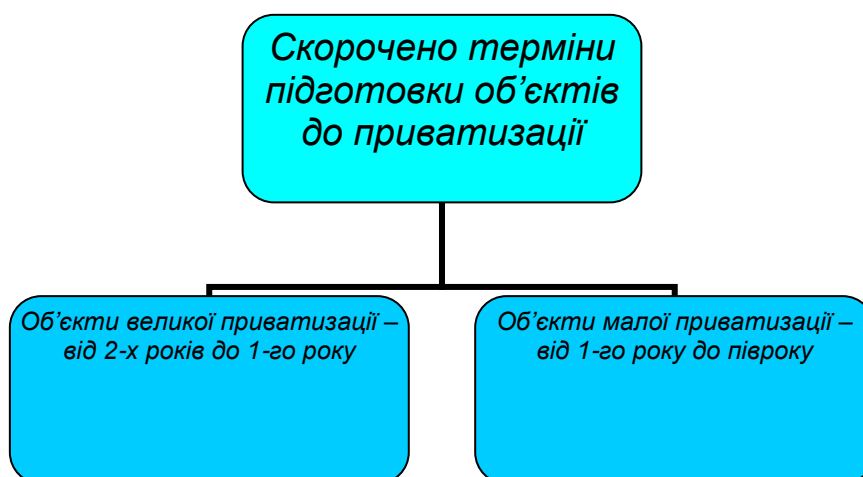 Скорочено терміни
підготовки об’єктів
до приватизації
Об’єкти великої приватизації –
від 2-х років до 1-го року
Об’єкти малої приватизації –
від 1-го року до півроку